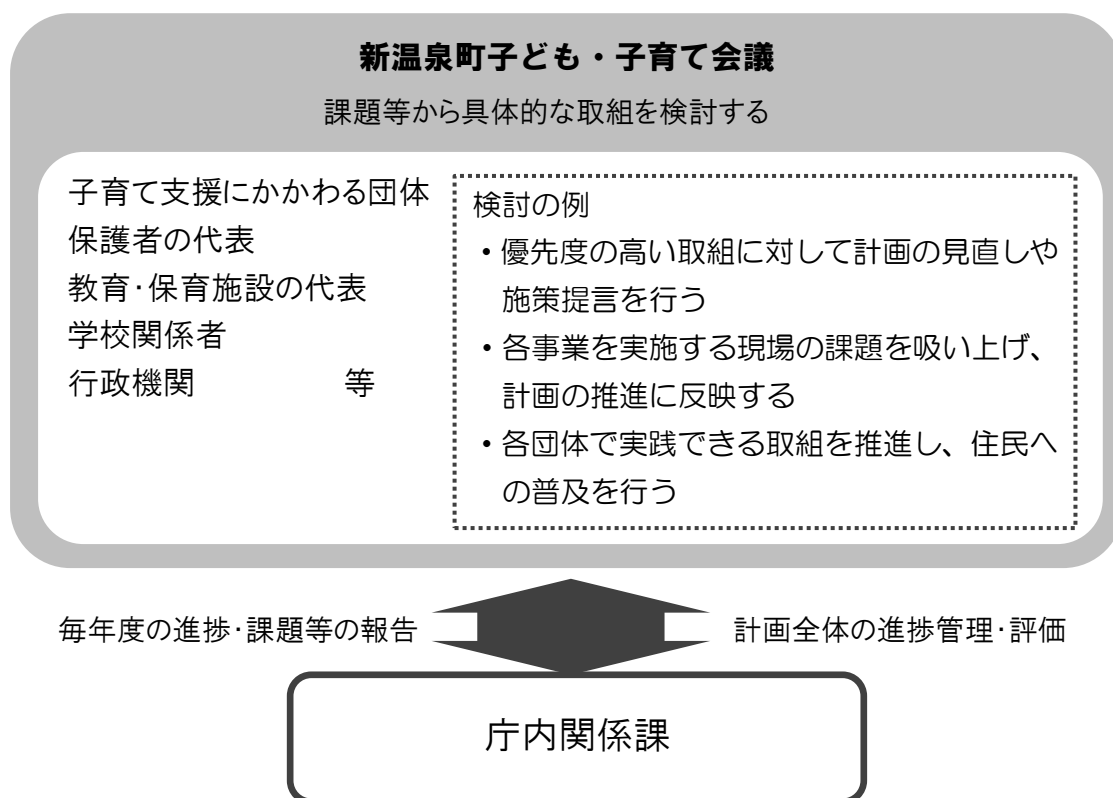 新温泉町子ども・子育て会議
課題等から具体的な取組を検討する
子育て支援にかかわる団体
保護者の代表
教育･保育施設の代表
学校関係者
行政機関　　　　　等
検討の例
・優先度の高い取組に対して計画の見直しや
施策提言を行う
・各事業を実施する現場の課題を吸い上げ、
計画の推進に反映する
・各団体で実践できる取組を推進し、住民へ
の普及を行う
毎年度の進捗･課題等の報告
計画全体の進捗管理･評価
庁内関係課